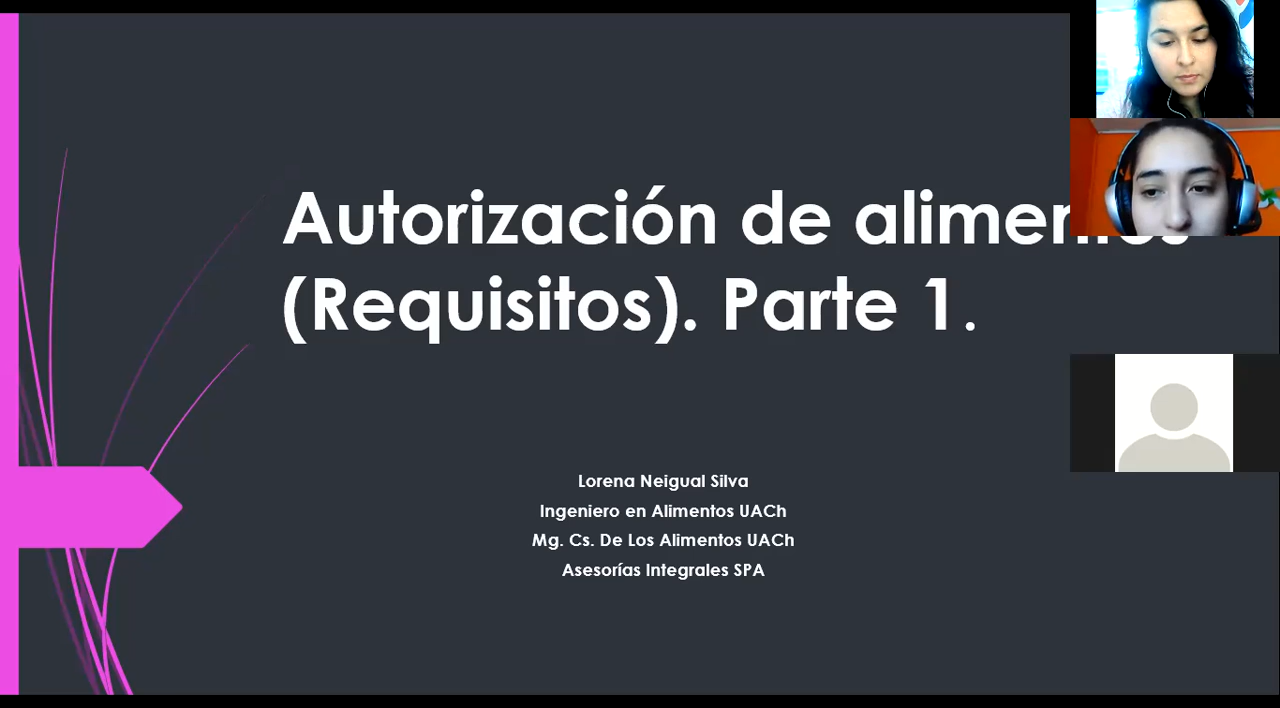 Autorización de alimentos
(Requisitos). Parte 1.
Lorena Neigual Silva
Ingeniero en Alimentos UACh
Mg. Cs. De Los Alimentos UACh
Asesorías Integrales SPA